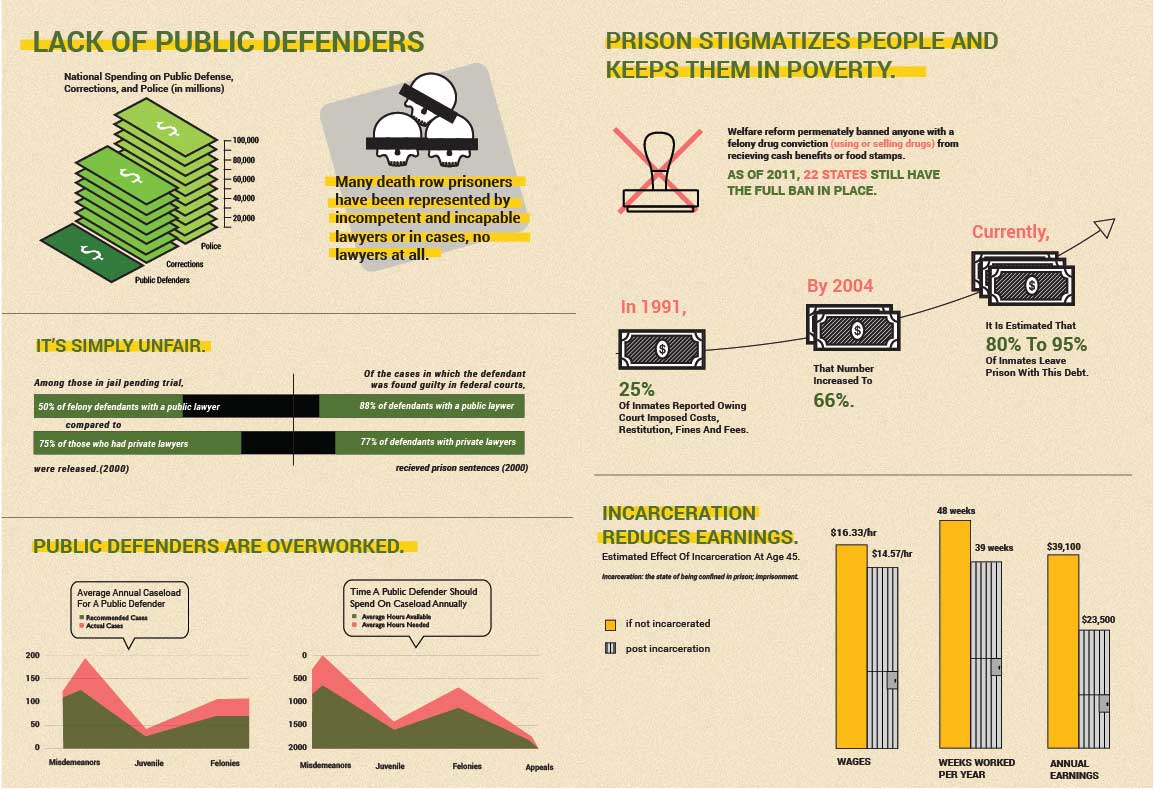 LACK OF PUBLIC DEFENDERS
National Spending on Public Defense,
Corrections, and Police (in millions)
100,000
80,000
60,000
40,000
20,000
Police
Corrections
Public Defenders
Many death row prisoners
have been represented by
incompetent and incapable
lawyers or in cases, no
lawyers at all.
IT'S SIMPLY UNFAIR.
Among those in jail pending trial,
50% of felony defendants with a public lawyer
compared to
75% of those who had private lawyers
were released.(2000)
Of the cases in which the defendant
was found guilty in federal courts,
88% of defendants with a public laywer
77% of defendants with private lawyers
recieved prison sentences (2000)
PUBLIC DEFENDERS ARE OVERWORKED.
Average Annual Caseload
For A Public Defender
Recommended Cases
Actual Cases
200
150
100
50
0
Misdemeanors
Juvenile
Felonies
Time A Public Defender Should
Spend On Caseload Annually
Average Hours Available
Average Hours Needed
0
500
1000
1500
2000
Misdemeanors
Juvenile
Felonies
Appeals
PRISON STIGMATIZES PEOPLE AND
KEEPS THEM IN POVERTY.
Welfare reform permenately banned anyone with a
felony drug conviction (using or selling drugs) from
recieving cash benefits or food stamps.
AS OF 2011, 22 STATES STILL HAVE
THE FULL BAN IN PLACE.
In 1991,
$
25%
Of Inmates Reported Owing
Court Imposed Costs,
Restitution, Fines And Fees.
By 2004
$
That Number
Increased To
66%.
Currently,
$
It Is Estimated That
80% To 95%
Of Inmates Leave
Prison With This Debt.
INCARCERATION
REDUCES EARNINGS.
Estimated Effect Of Incarceration At Age 45.
Incarceration: the state of being confined in prison; imprisonment.
if not incarcerated
post incarceration
$16.33/hr
$14.57/hr
WAGES
48 weeks
39 weeks
WEEKS WORKED
PER YEAR
$39,100
$23,500
ANNUAL
EARNINGS